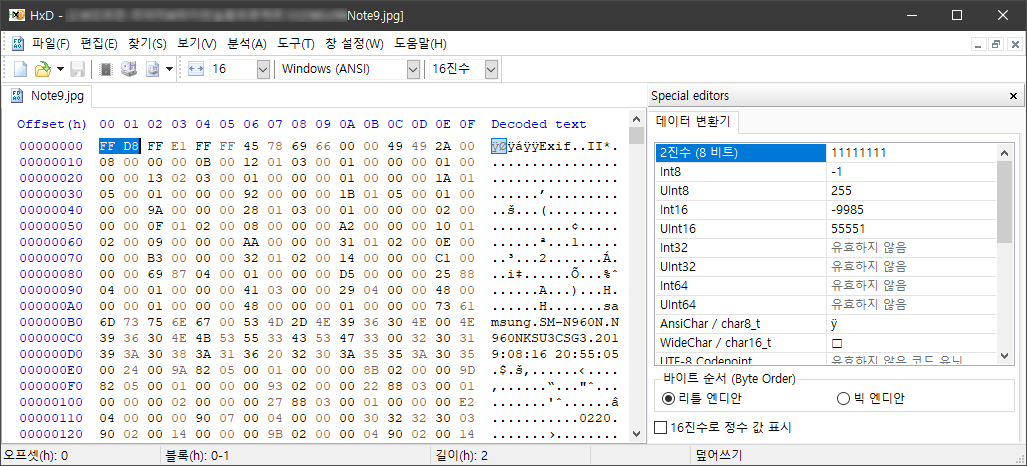 HxD - Note9.jpg]
파일(F) 편집(E) 찾기(S) 보기(V) 분석(A) 도구(T) 창 설정(W) 도움말(H)
16 Windows (ANSI) 16진수
Note9.jpg
Offset(h) 00 01 02 03 04 05 06 07 08 09 0A 0B 0C 0D 0E 0F Decoded text
00000000 FF D8 FF E1 FF FF 45 78 69 66 00 00 49 49 2A 00 ÿØÿáÿÿExif..II*.
00000010 08 00 00 00 0B 00 12 01 03 00 01 00 00 00 01 00 ................
00000020 00 00 13 02 03 00 01 00 00 00 01 00 00 00 1A 01 ................
00000030 05 00 01 00 00 00 92 00 00 00 1B 01 05 00 01 00 ......’.........
00000040 00 00 9A 00 00 00 28 01 03 00 01 00 00 00 02 00 ..š...(.........
00000050 00 00 0F 01 02 00 08 00 00 00 A2 00 00 00 10 01 ..........¢.....
00000060 02 00 09 00 00 00 AA 00 00 00 31 01 02 00 0E 00 ......ª...1.....
00000070 00 00 B3 00 00 00 32 01 02 00 14 00 00 00 C1 00 ..³...2.......Á.
00000080 00 00 69 87 04 00 01 00 00 00 D5 00 00 00 25 88 ..i‡......Õ...%ˆ
00000090 04 00 01 00 00 00 41 03 00 00 29 04 00 00 48 00 ......A...)...H.
000000A0 00 00 01 00 00 00 48 00 00 00 01 00 00 00 73 61 ......H.......sa
000000B0 6D 73 75 6E 67 00 53 4D 2D 4E 39 36 30 4E 00 4E msung.SM-N960N.N
000000C0 39 36 30 4E 4B 53 55 33 43 53 47 33 00 32 30 31 960NKSU3CSG3.201
000000D0 39 3A 30 38 3A 31 36 20 32 30 3A 35 35 3A 30 35 9:08:16 20:55:05
000000E0 00 24 00 9A 82 05 00 01 00 00 00 8B 02 00 00 9D .$.š‚......‹....
000000F0 82 05 00 01 00 00 00 93 02 00 00 22 88 03 00 01 ‚......“..."ˆ...
00000100 00 00 00 02 00 00 00 27 88 03 00 01 00 00 00 E2 .......'ˆ......â
00000110 04 00 00 00 90 07 00 04 00 00 00 30 32 32 30 03 ...........0220.
00000120 90 02 00 14 00 00 00 9B 02 00 00 04 90 02 00 14 .......›........
Special editors
데이터 변환기
2진수 (8 비트) 11111111
Int8 -1
UInt8 255
Int16 -9985
UInt16 55551
Int32 유효하지 않음
UInt32 유효하지 않음
Int64 유효하지 않음
UInt64 유효하지 않음
AnsiChar / char8_t ÿ
WideChar / char16_t
UTF-8 Codepoint 유효하지 않은 코드 유닛
바이트 순서 (Byte Order)
리틀 엔디안 빅 엔디안
16진수로 정수 값 표시
오프셋(h): 0 블록(h): 0-1 길이(h): 2 덮어쓰기